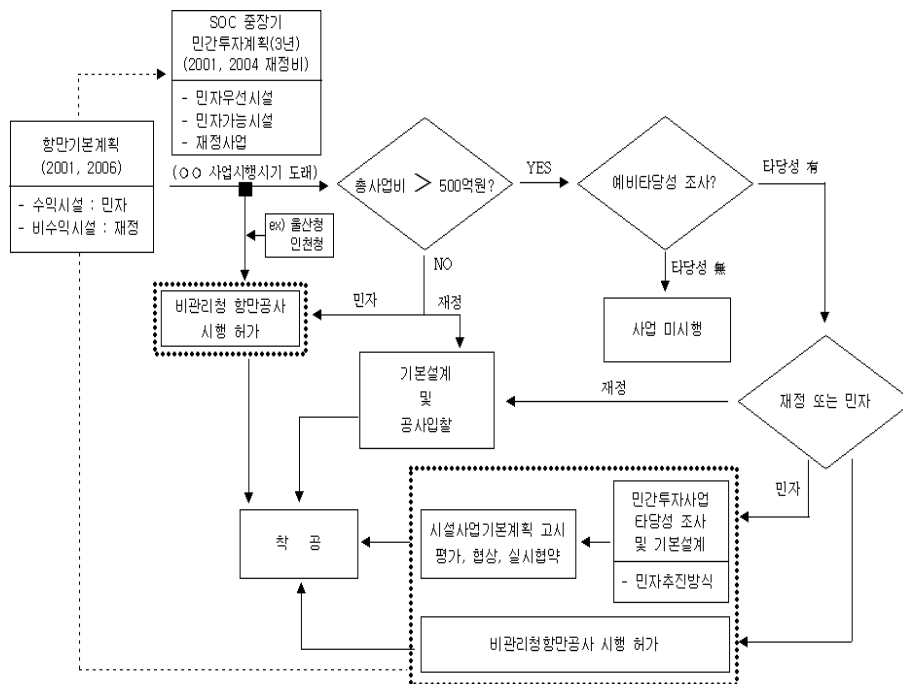 SOC 중장기
민간투자계획(3년)
(2001, 2004 재정비)
- 민자우선시설
- 민자가능시설
- 재정사업
항만기본계획
(2001, 2006)
- 수익시설 : 민자
- 비수익시설 : 재정
(○○ 사업시행시기 도래)
ex) 울산청
인천청
총사업비 > 500억원?
YES
예비타당성 조사?
타당성 有
NO
타당성 無
사업 미시행
민자
재정
비관리청 항만공사
시행 허가
기본설계
및
공사입찰
재정
재정 또는 민자
민자
착 공
시설사업기본계획 고시
평가, 협상, 실시협약
민간투자사업
타당성 조사
및 기본설계
- 민자추진방식
비관리청항만공사 시행 허가